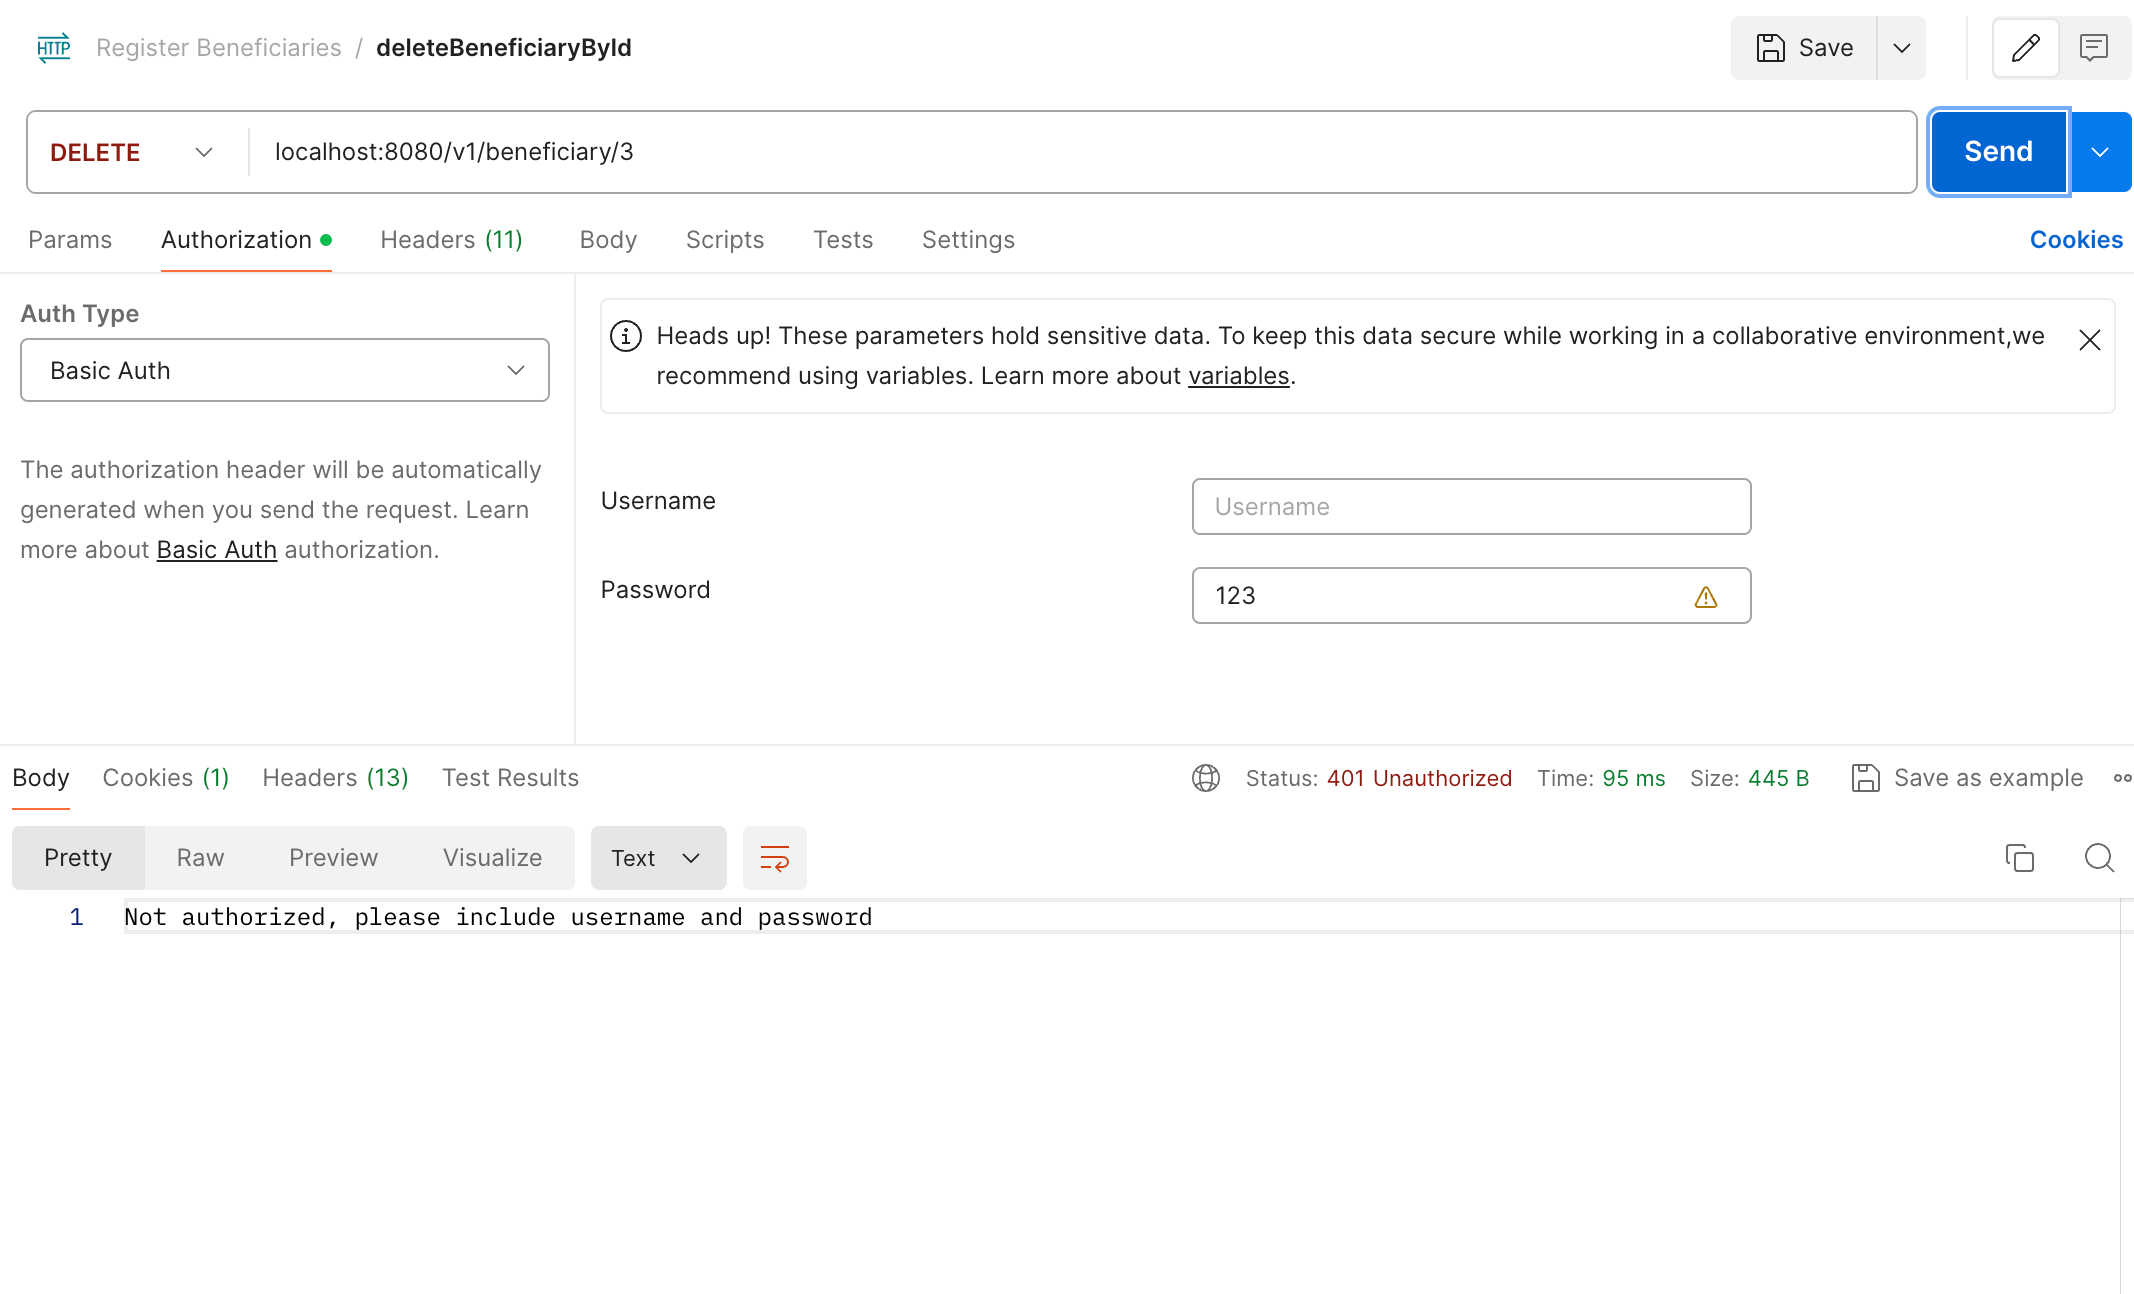 HTTP Register Beneficiaries / deleteBeneficiaryById Save
DELETE localhost:8080/v1/beneficiary/3 Send
Params Authorization Headers (11) Body Scripts Tests Settings Cookies
Auth Type
Basic Auth
The authorization header will be automatically
generated when you send the request. Learn
more about Basic Auth authorization.
Heads up! These parameters hold sensitive data. To keep this data secure while working in a collaborative environment,we
recommend using variables. Learn more about variables.
Username Username
Password 123
Body Cookies (1) Headers (13) Test Results Status: 401 Unauthorized Time: 95 ms Size: 445 B Save as example
Pretty Raw Preview Visualize Text
1 Not authorized, please include username and password